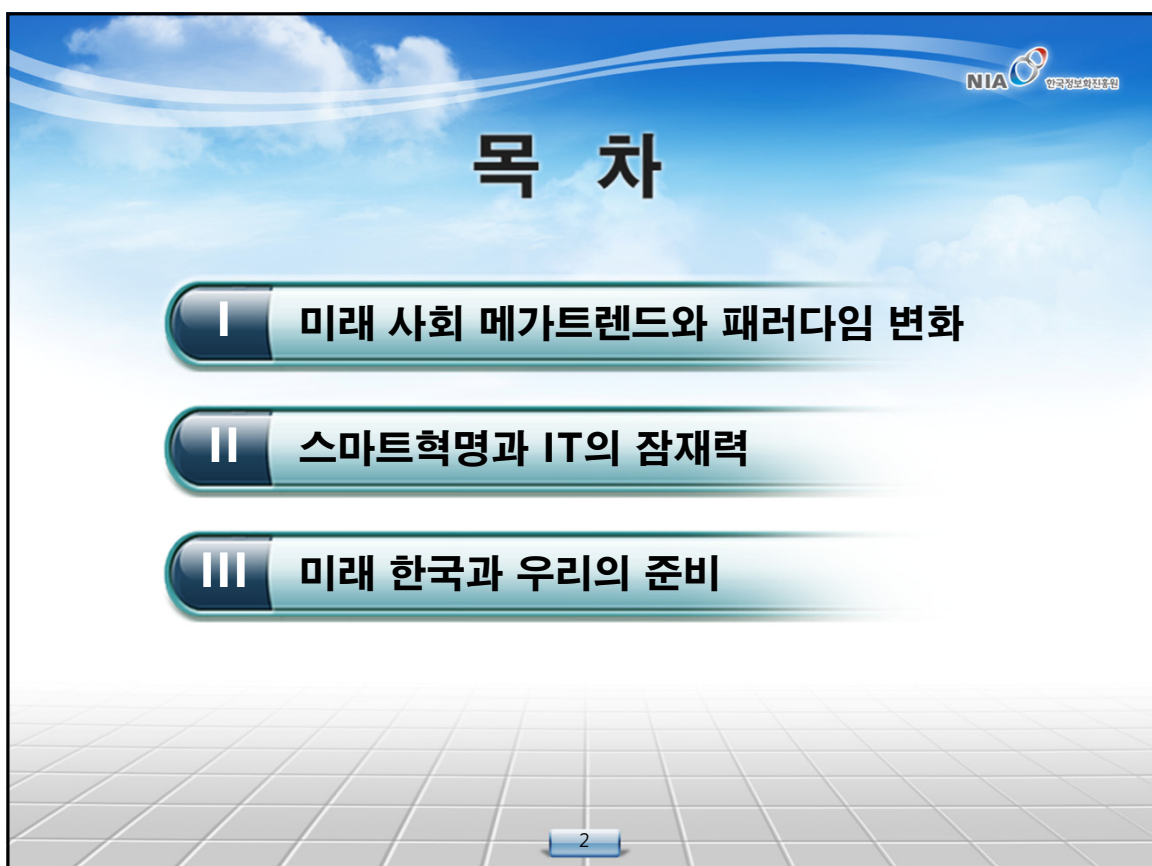 NIA 한국정보화진흥원
목 차
I 미래 사회 메가트렌드와 패러다임 변화
II 스마트혁명과 IT의 잠재력
III 미래 한국과 우리의 준비
2